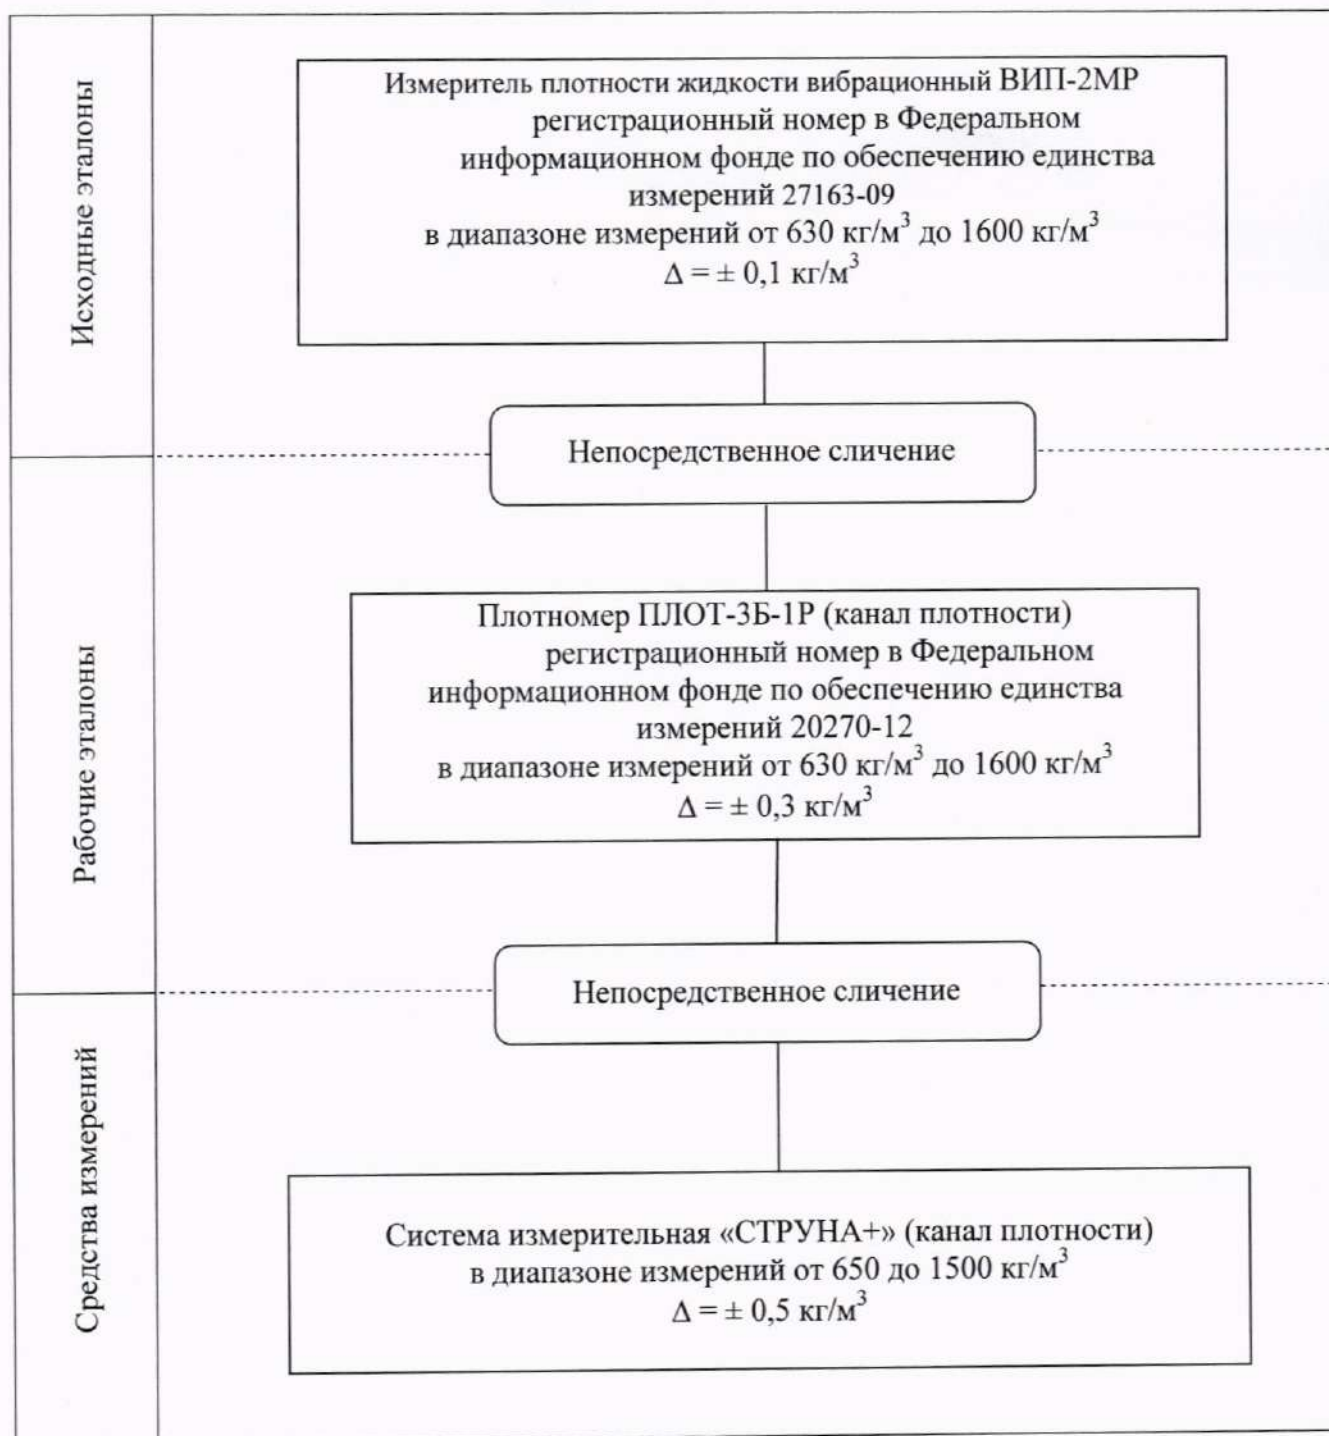 Исходные эталоны
Измеритель плотности жидкости вибрационный ВИП-2МР
регистрационный номер в Федеральном
информационном фонде по обеспечению единства
измерений 27163-09
в диапазоне измерений от 630 кг/м³ до 1600 кг/м³
Δ = ± 0,1 кг/м³
Непосредственное сличение
Рабочие эталоны
Плотномер ПЛОТ-3Б-1Р (канал плотности)
регистрационный номер в Федеральном
информационном фонде по обеспечению единства
измерений 20270-12
в диапазоне измерений от 630 кг/м³ до 1600 кг/м³
Δ = ± 0,3 кг/м³
Непосредственное сличение
Средства измерений
Система измерительная «СТРУНА+» (канал плотности)
в диапазоне измерений от 650 до 1500 кг/м³
Δ = ± 0,5 кг/м³